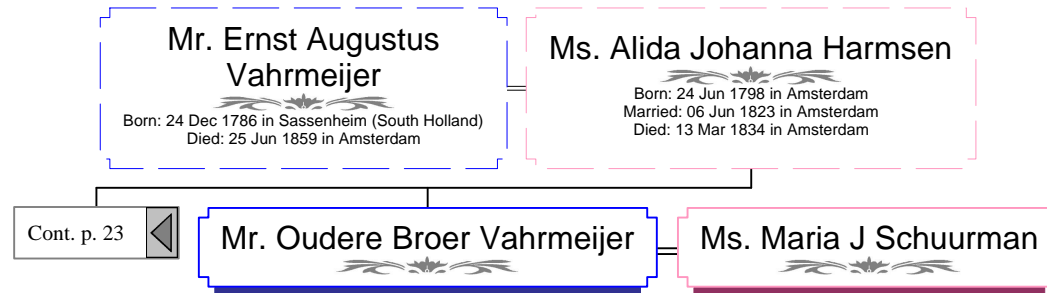 Mr. Ernst Augustus
Vahrmeijer
Born: 24 Dec 1786 in Sassenheim (South Holland)
Died: 25 Jun 1859 in Amsterdam
Ms. Alida Johanna Harmsen
Born: 24 Jun 1798 in Amsterdam
Married: 06 Jun 1823 in Amsterdam
Died: 13 Mar 1834 in Amsterdam
Cont. p. 23
Mr. Oudere Broer Vahrmeijer
Ms. Maria J Schuurman